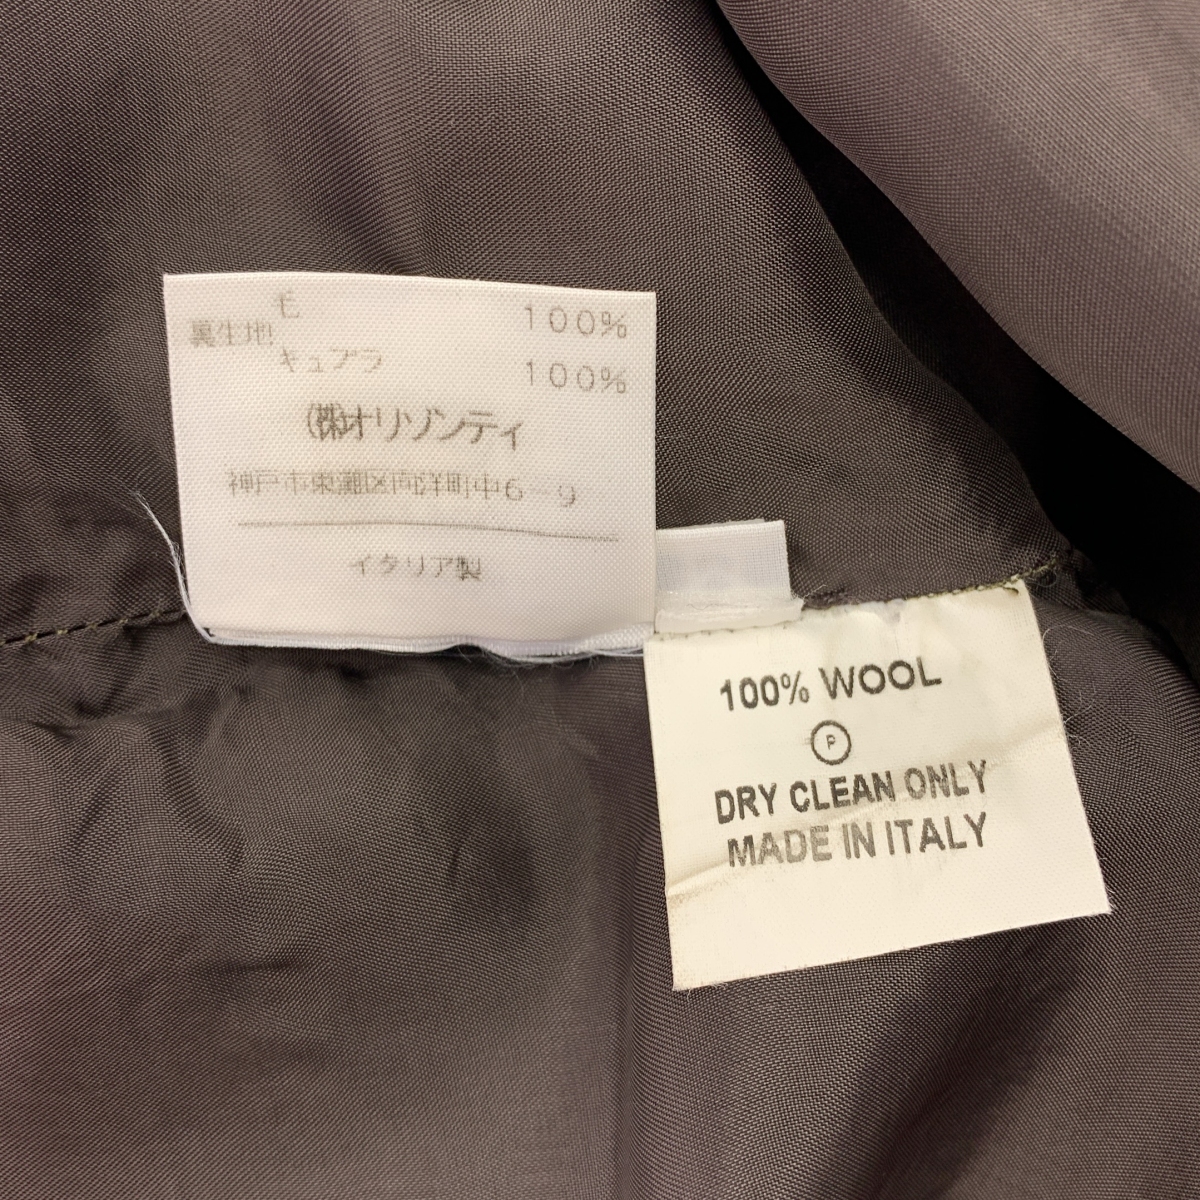 毛 100%
裏生地
キュプラ 100%
(株)オリゾンティ
神戸市東灘区向洋町中6-9
イタリア製
100% WOOL
P
DRY CLEAN ONLY
MADE IN ITALY